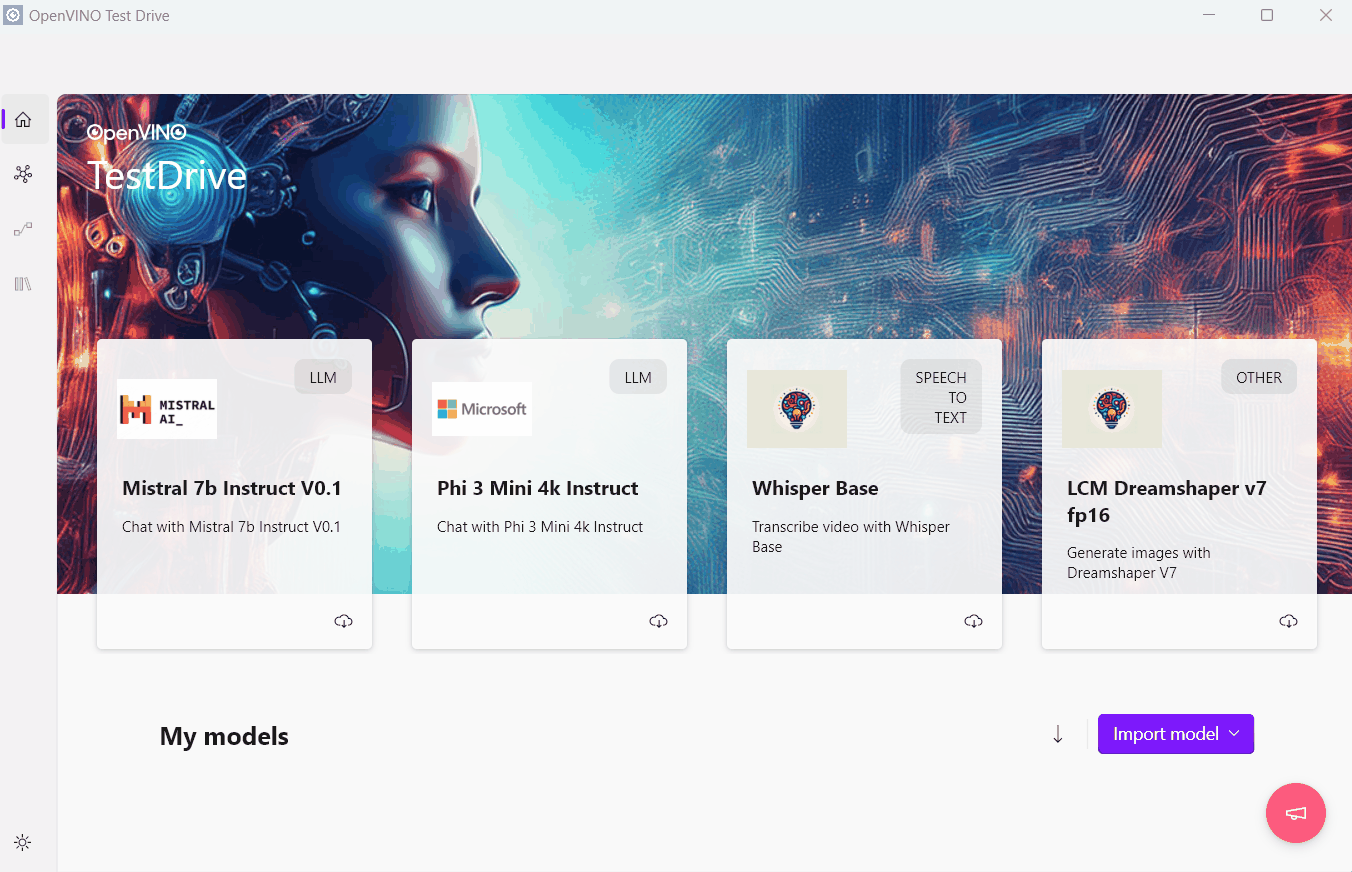 OpenVINO Test Drive
OpenVINO
TestDrive
LLM
MISTRAL
AI_
Mistral 7b Instruct V0.1
Chat with Mistral 7b Instruct V0.1
LLM
Microsoft
Phi 3 Mini 4k Instruct
Chat with Phi 3 Mini 4k Instruct
SPEECH
TO
TEXT
Whisper Base
Transcribe video with Whisper
Base
OTHER
LCM Dreamshaper v7
fp16
Generate images with
Dreamshaper V7
My models
Import model